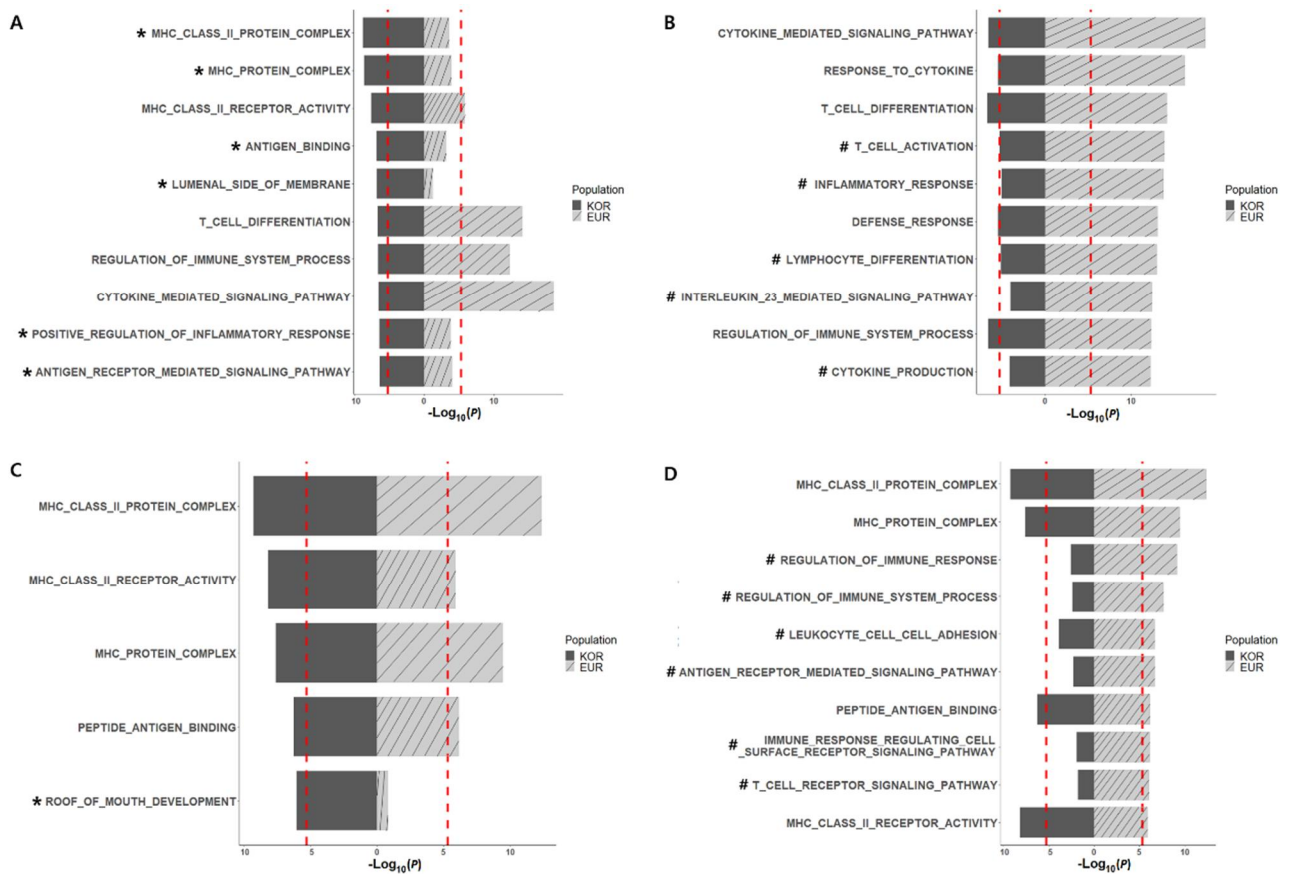 A
* MHC_CLASS_II_PROTEIN_COMPLEX
* MHC_PROTEIN_COMPLEX
MHC_CLASS_II_RECEPTOR_ACTIVITY
* ANTIGEN_BINDING
* LUMENAL_SIDE_OF_MEMBRANE
T_CELL_DIFFERENTIATION
REGULATION_OF_IMMUNE_SYSTEM_PROCESS
CYTOKINE_MEDIATED_SIGNALING_PATHWAY
* POSITIVE_REGULATION_OF_INFLAMMATORY_RESPONSE
* ANTIGEN_RECEPTOR_MEDIATED_SIGNALING_PATHWAY
10 0 10
-Log10(P)
Population
KOR
EUR
B
CYTOKINE_MEDIATED_SIGNALING_PATHWAY
RESPONSE_TO_CYTOKINE
T_CELL_DIFFERENTIATION
# T_CELL_ACTIVATION
# INFLAMMATORY_RESPONSE
DEFENSE_RESPONSE
# LYMPHOCYTE_DIFFERENTIATION
# INTERLEUKIN_23_MEDIATED_SIGNALING_PATHWAY
REGULATION_OF_IMMUNE_SYSTEM_PROCESS
# CYTOKINE_PRODUCTION
0 10
-Log10(P)
Population
KOR
EUR
C
MHC_CLASS_II_PROTEIN_COMPLEX
MHC_CLASS_II_RECEPTOR_ACTIVITY
MHC_PROTEIN_COMPLEX
PEPTIDE_ANTIGEN_BINDING
* ROOF_OF_MOUTH_DEVELOPMENT
10 5 0 5 10
-Log10(P)
Population
KOR
EUR
D
MHC_CLASS_II_PROTEIN_COMPLEX
MHC_PROTEIN_COMPLEX
# REGULATION_OF_IMMUNE_RESPONSE
# REGULATION_OF_IMMUNE_SYSTEM_PROCESS
# LEUKOCYTE_CELL_CELL_ADHESION
# ANTIGEN_RECEPTOR_MEDIATED_SIGNALING_PATHWAY
PEPTIDE_ANTIGEN_BINDING
# IMMUNE_RESPONSE_REGULATING_CELL
_SURFACE_RECEPTOR_SIGNALING_PATHWAY
# T_CELL_RECEPTOR_SIGNALING_PATHWAY
MHC_CLASS_II_RECEPTOR_ACTIVITY
10 5 0 5 10
-Log10(P)
Population
KOR
EUR